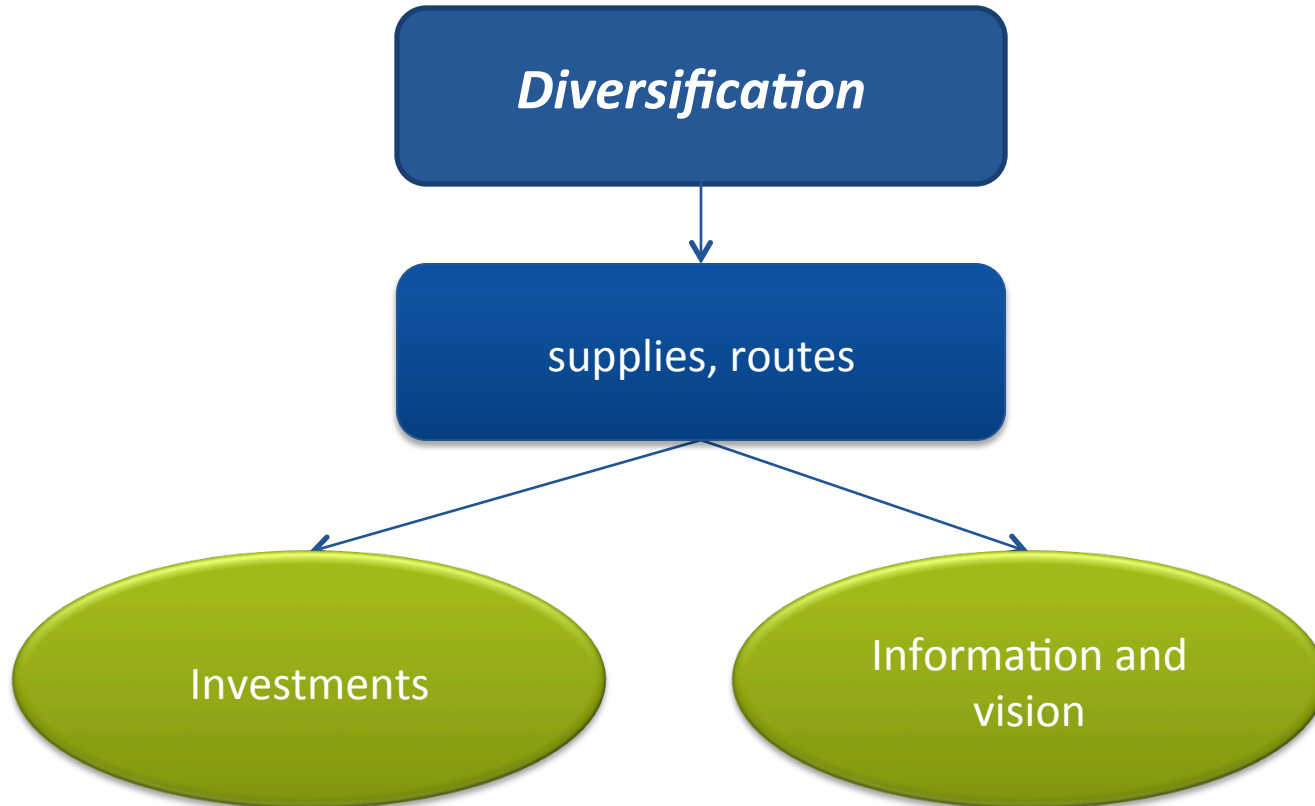 Diversification
supplies, routes
Investments
Information and
vision